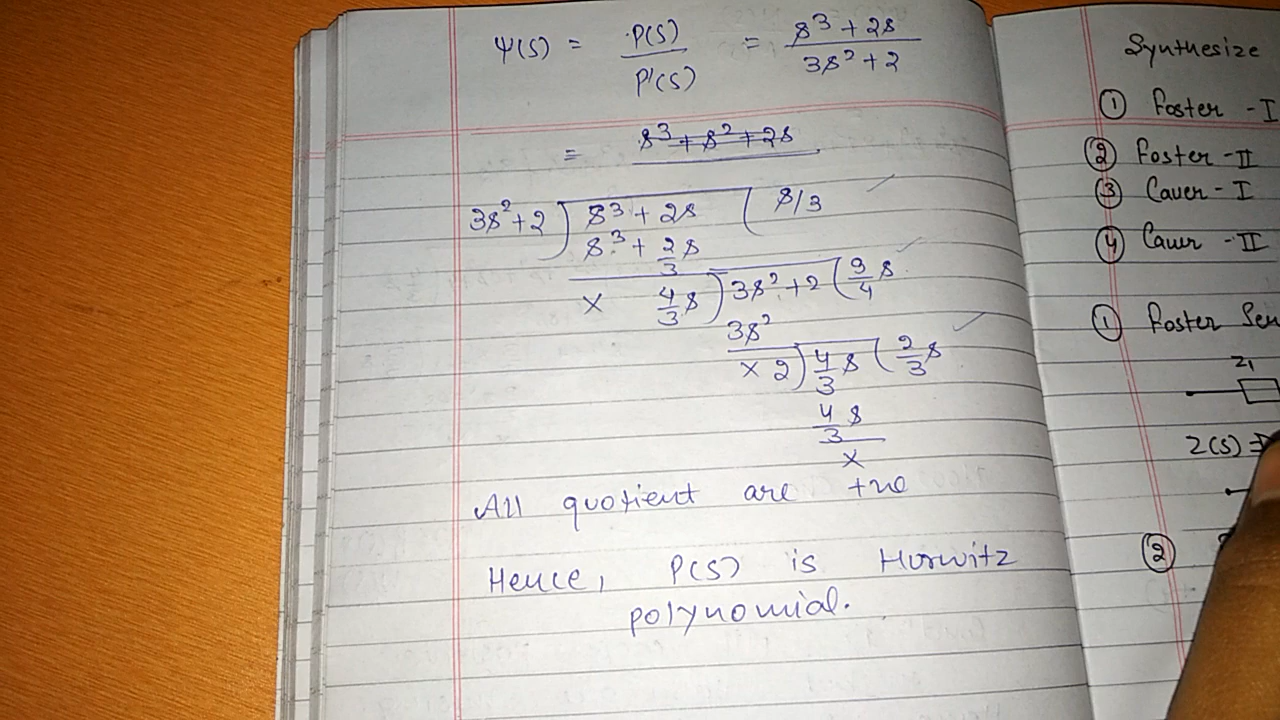 Ψ(S) = P(S) / P'(S) = s³ + 2s / 3s² + 2
= s³ + s² + 2s
3s² + 2 ) s³ + 2s ( s/3
s³ + 2/3 s
x 4/3 s ) 3s² + 2 ( 9/4 s
3s²
x 2 ) 4/3 s ( 2/3 s
4/3 s
x
All quotient are +ve
Hence, P(S) is Hurwitz
polynomial.
Synthesize
① Foster - I
② Foster - II
③ Cauer - I
④ Cauer - II
① Foster
Z₁
Z(S) =
②